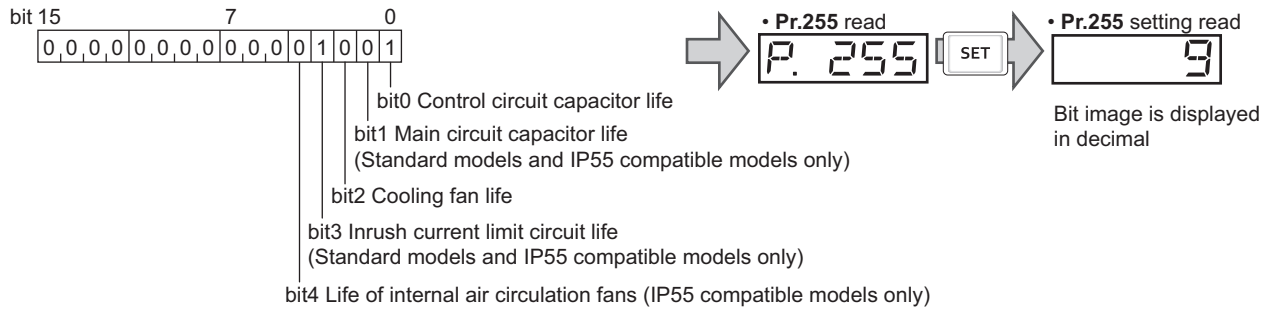 bit 15 7 0
0 0 0 0 0 0 0 0 0 0 0 0 1 0 0 1
bit0 Control circuit capacitor life
bit1 Main circuit capacitor life
(Standard models and IP55 compatible models only)
bit2 Cooling fan life
bit3 Inrush current limit circuit life
(Standard models and IP55 compatible models only)
bit4 Life of internal air circulation fans (IP55 compatible models only)
• Pr.255 read
P. 255
SET
• Pr.255 setting read
9
Bit image is displayed
in decimal